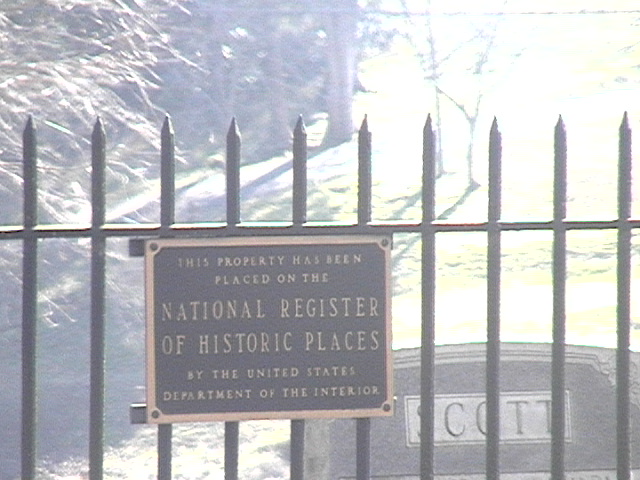 THIS PROPERTY HAS BEEN
PLACED ON THE
NATIONAL REGISTER
OF HISTORIC PLACES
BY THE UNITED STATES
DEPARTMENT OF THE INTERIOR
SCOTT